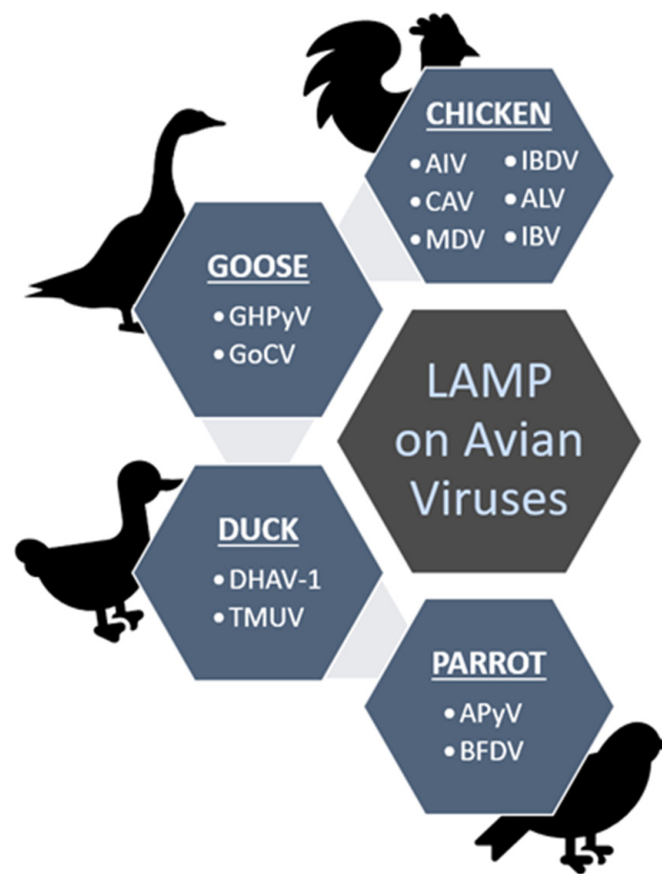 CHICKEN
• AIV • IBDV
• CAV • ALV
• MDV • IBV
GOOSE
• GHPyV
• GoCV
LAMP
on Avian
Viruses
DUCK
• DHAV-1
• TMUV
PARROT
• APyV
• BFDV